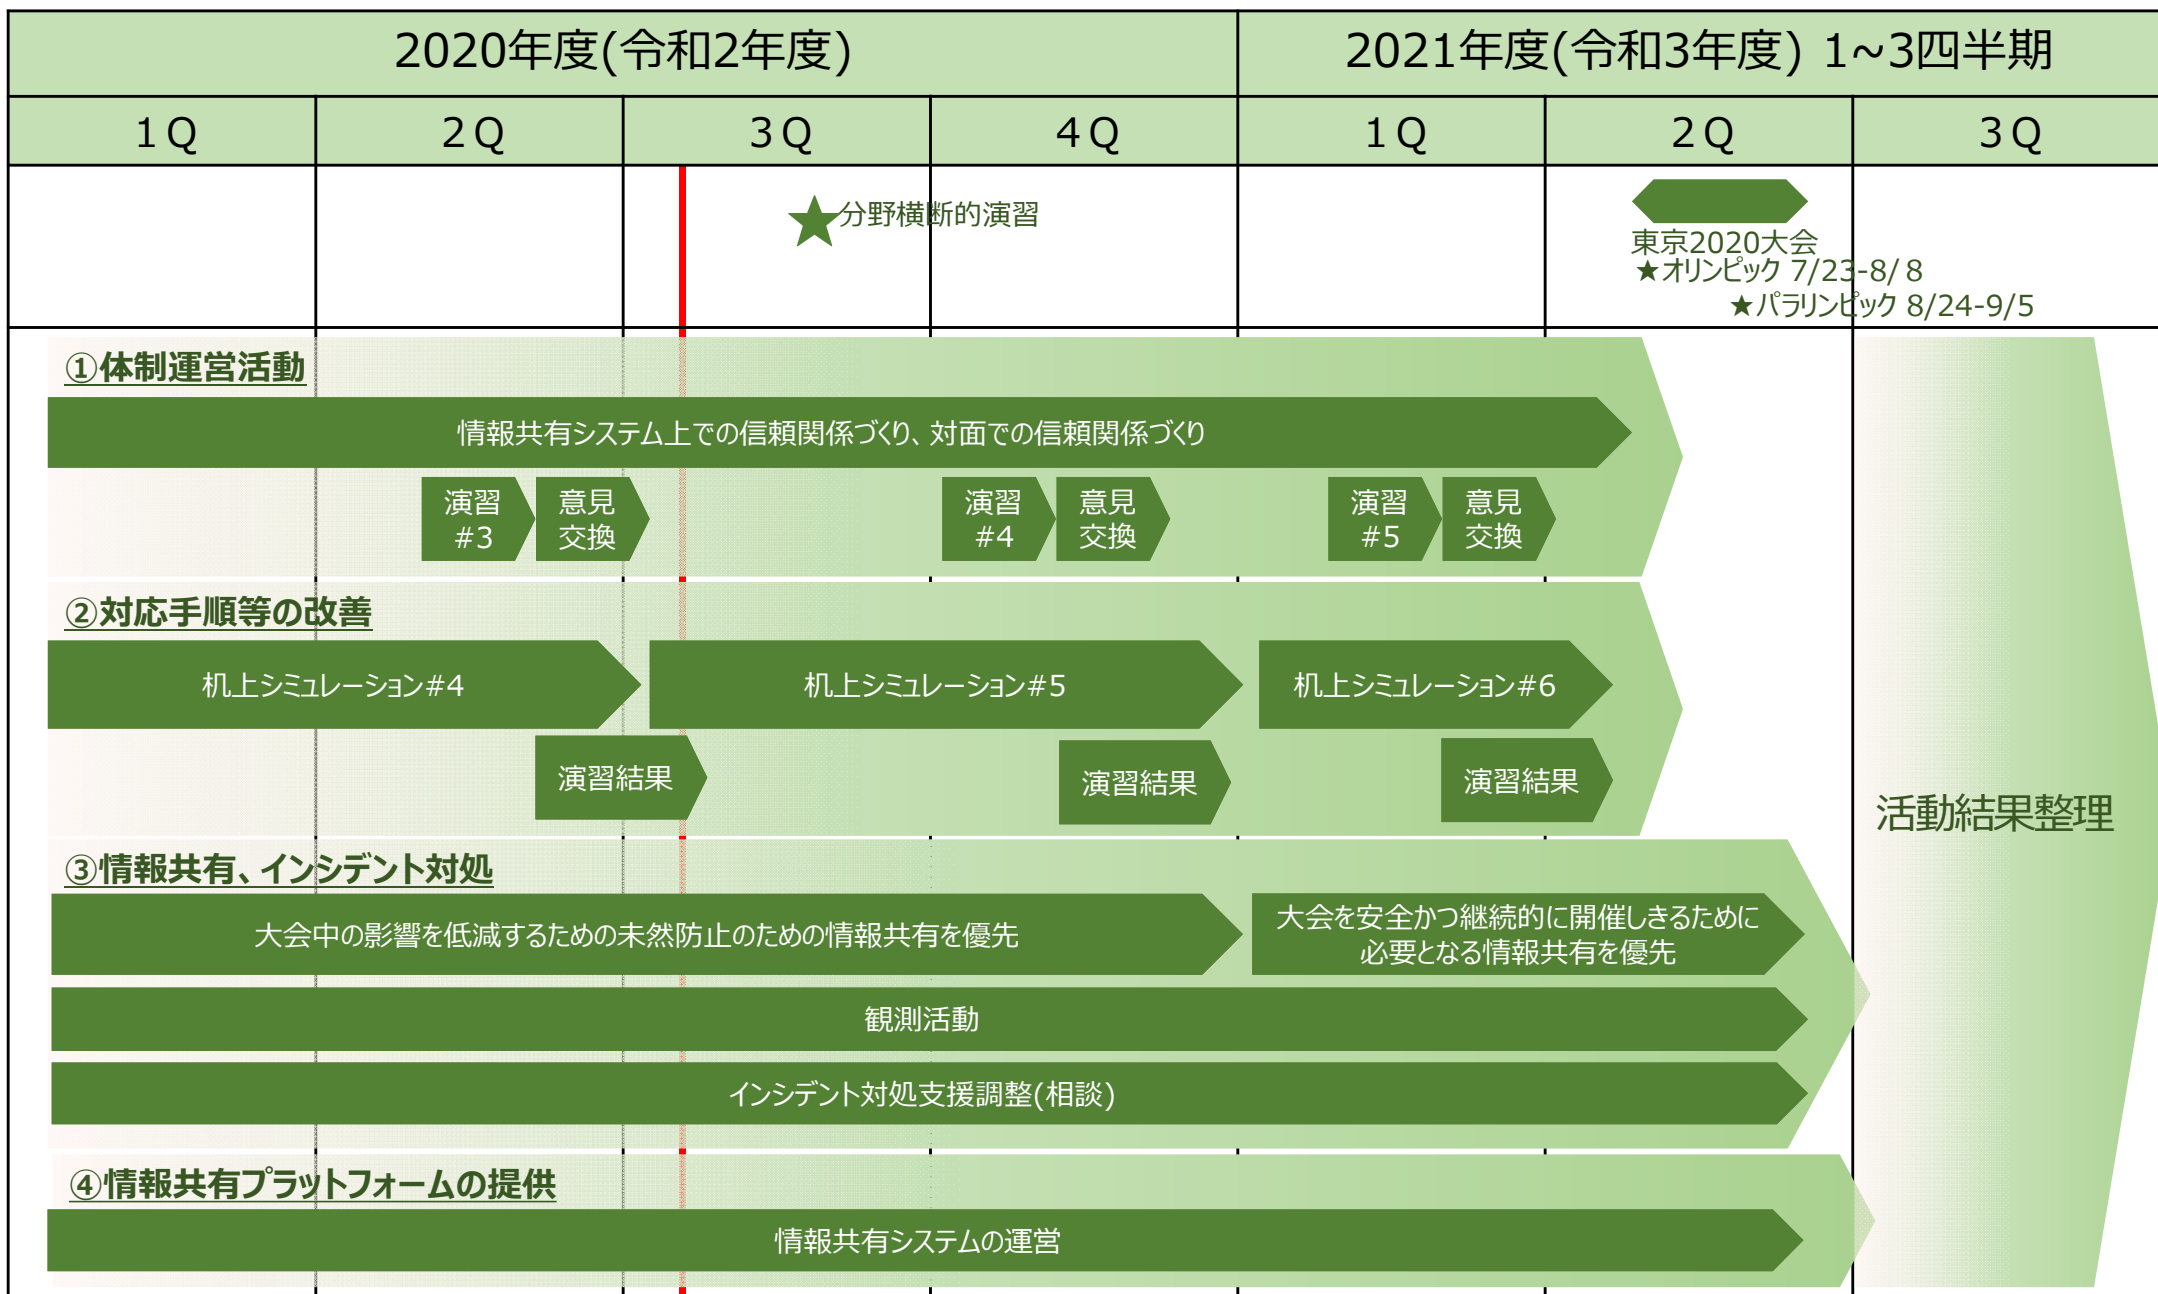 2020年度(令和2年度)
2021年度(令和3年度) 1~3四半期
1Q
2Q
3Q
4Q
1Q
2Q
3Q
★分野横断的演習
東京2020大会
★オリンピック 7/23-8/8
★パラリンピック 8/24-9/5
①体制運営活動
情報共有システム上での信頼関係づくり、対面での信頼関係づくり
演習
#3
意見
交換
演習
#4
意見
交換
演習
#5
意見
交換
②対応手順等の改善
机上シミュレーション#4
机上シミュレーション#5
机上シミュレーション#6
演習結果
演習結果
演習結果
活動結果整理
③情報共有、インシデント対処
大会中の影響を低減するための未然防止のための情報共有を優先
大会を安全かつ継続的に開催しきるために
必要となる情報共有を優先
観測活動
インシデント対処支援調整(相談)
④情報共有プラットフォームの提供
情報共有システムの運営